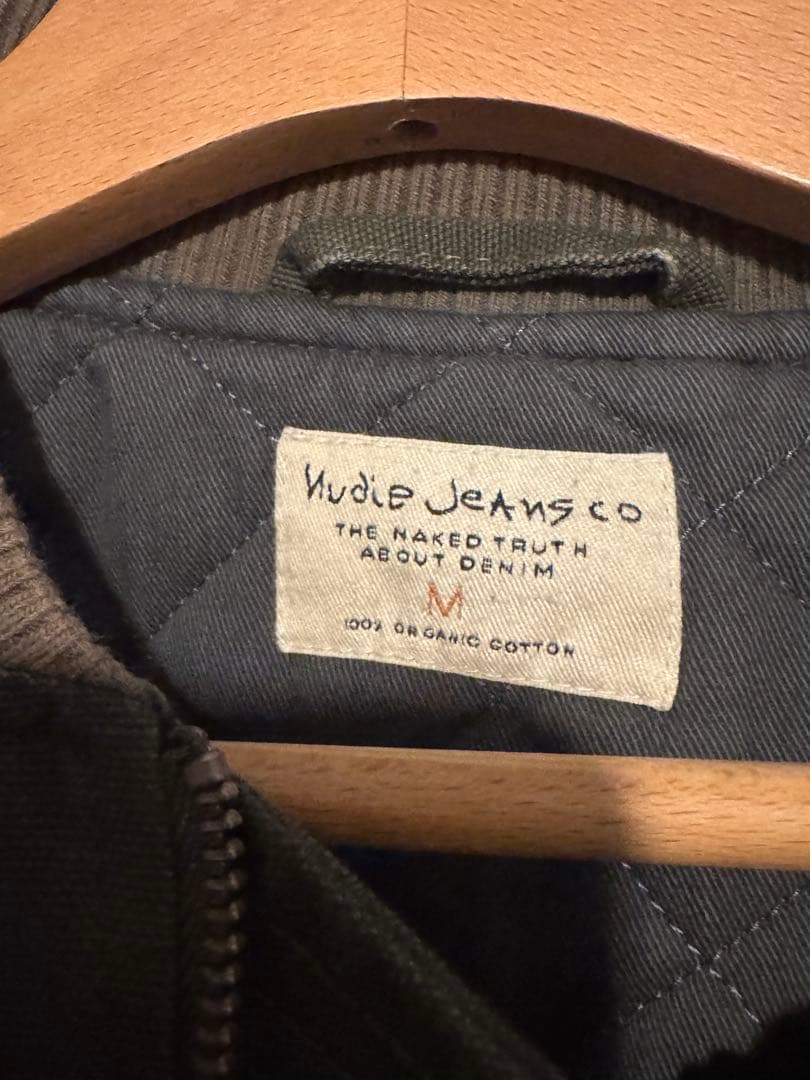 Nudie Jeans co
THE NAKED TRUTH
ABOUT DENIM
M
100% ORGANIC COTTON